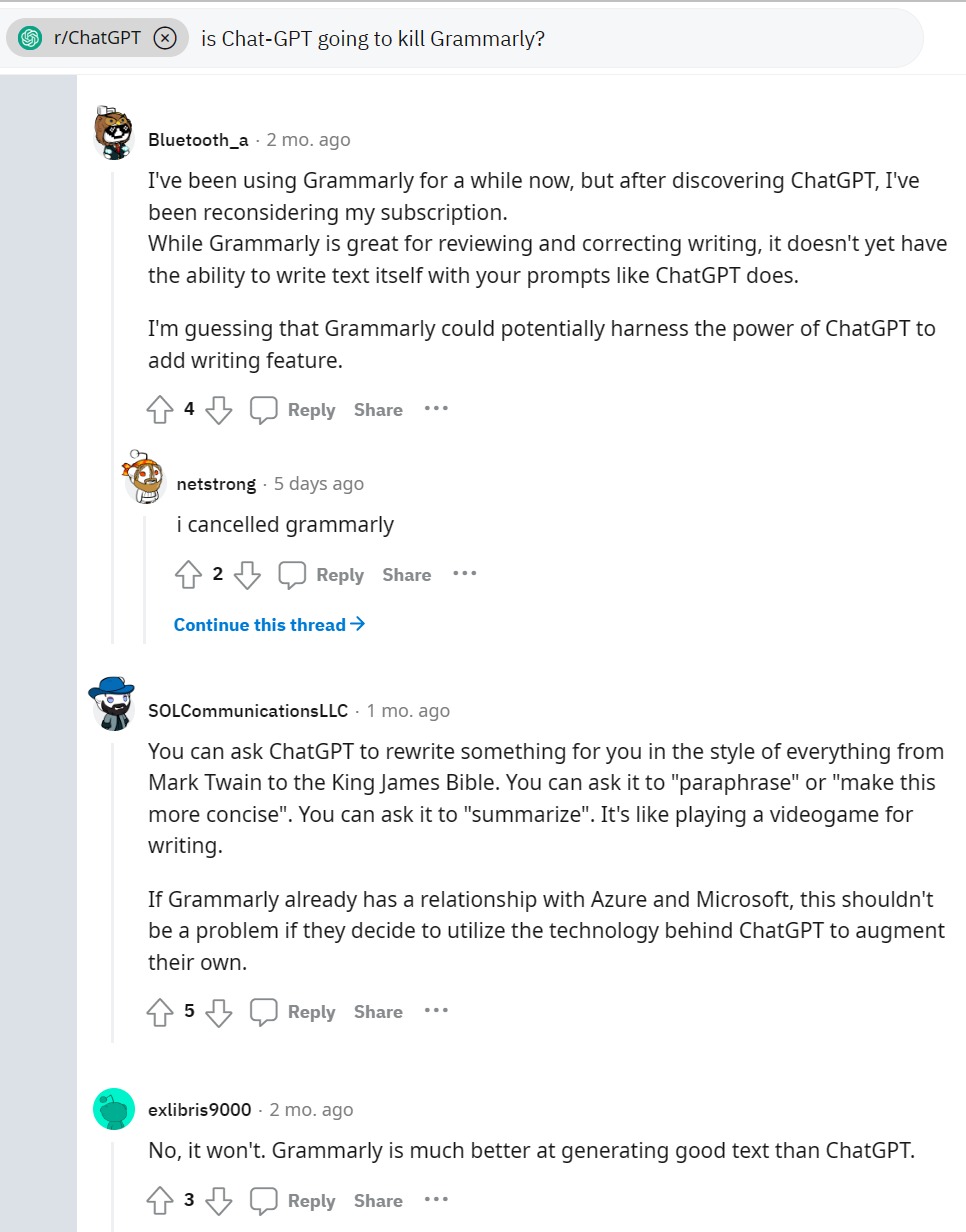 r/ChatGPT is Chat-GPT going to kill Grammarly?
Bluetooth_a · 2 mo. ago
I've been using Grammarly for a while now, but after discovering ChatGPT, I've
been reconsidering my subscription.
While Grammarly is great for reviewing and correcting writing, it doesn't yet have
the ability to write text itself with your prompts like ChatGPT does.
I'm guessing that Grammarly could potentially harness the power of ChatGPT to
add writing feature.
4 Reply Share ···
netstrong · 5 days ago
i cancelled grammarly
2 Reply Share ···
Continue this thread →
SOLCommunicationsLLC · 1 mo. ago
You can ask ChatGPT to rewrite something for you in the style of everything from
Mark Twain to the King James Bible. You can ask it to "paraphrase" or "make this
more concise". You can ask it to "summarize". It's like playing a videogame for
writing.
If Grammarly already has a relationship with Azure and Microsoft, this shouldn't
be a problem if they decide to utilize the technology behind ChatGPT to augment
their own.
5 Reply Share ···
exlibris9000 · 2 mo. ago
No, it won't. Grammarly is much better at generating good text than ChatGPT.
3 Reply Share ···